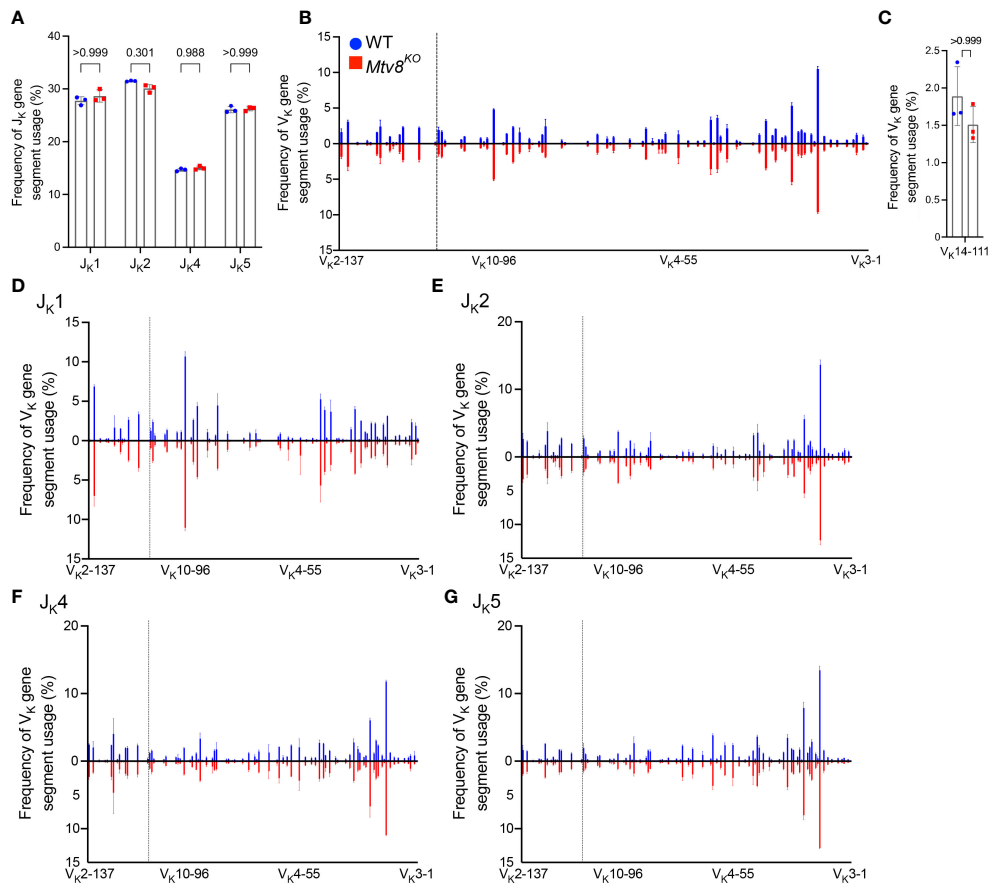 A
Frequency of JK gene
segment usage (%)
>0.999
0.301
0.988
>0.999
40
30
20
10
0
JK1
JK2
JK4
JK5
B
WT
Mtv8KO
Frequency of VK gene
segment usage (%)
15
10
5
0
5
10
15
VK2-137
VK10-96
VK4-55
VK3-1
C
>0.999
Frequency of VK gene
segment usage (%)
2.5
2.0
1.5
1.0
0.5
0.0
VK14-111
D
JK1
Frequency of VK gene
segment usage (%)
15
10
5
0
5
10
15
VK2-137
VK10-96
VK4-55
VK3-1
E
JK2
Frequency of VK gene
segment usage (%)
20
15
10
5
0
5
10
15
VK2-137
VK10-96
VK4-55
VK3-1
F
JK4
Frequency of VK gene
segment usage (%)
20
15
10
5
0
5
10
15
VK2-137
VK10-96
VK4-55
VK3-1
G
JK5
Frequency of VK gene
segment usage (%)
20
15
10
5
0
5
10
15
VK2-137
VK10-96
VK4-55
VK3-1